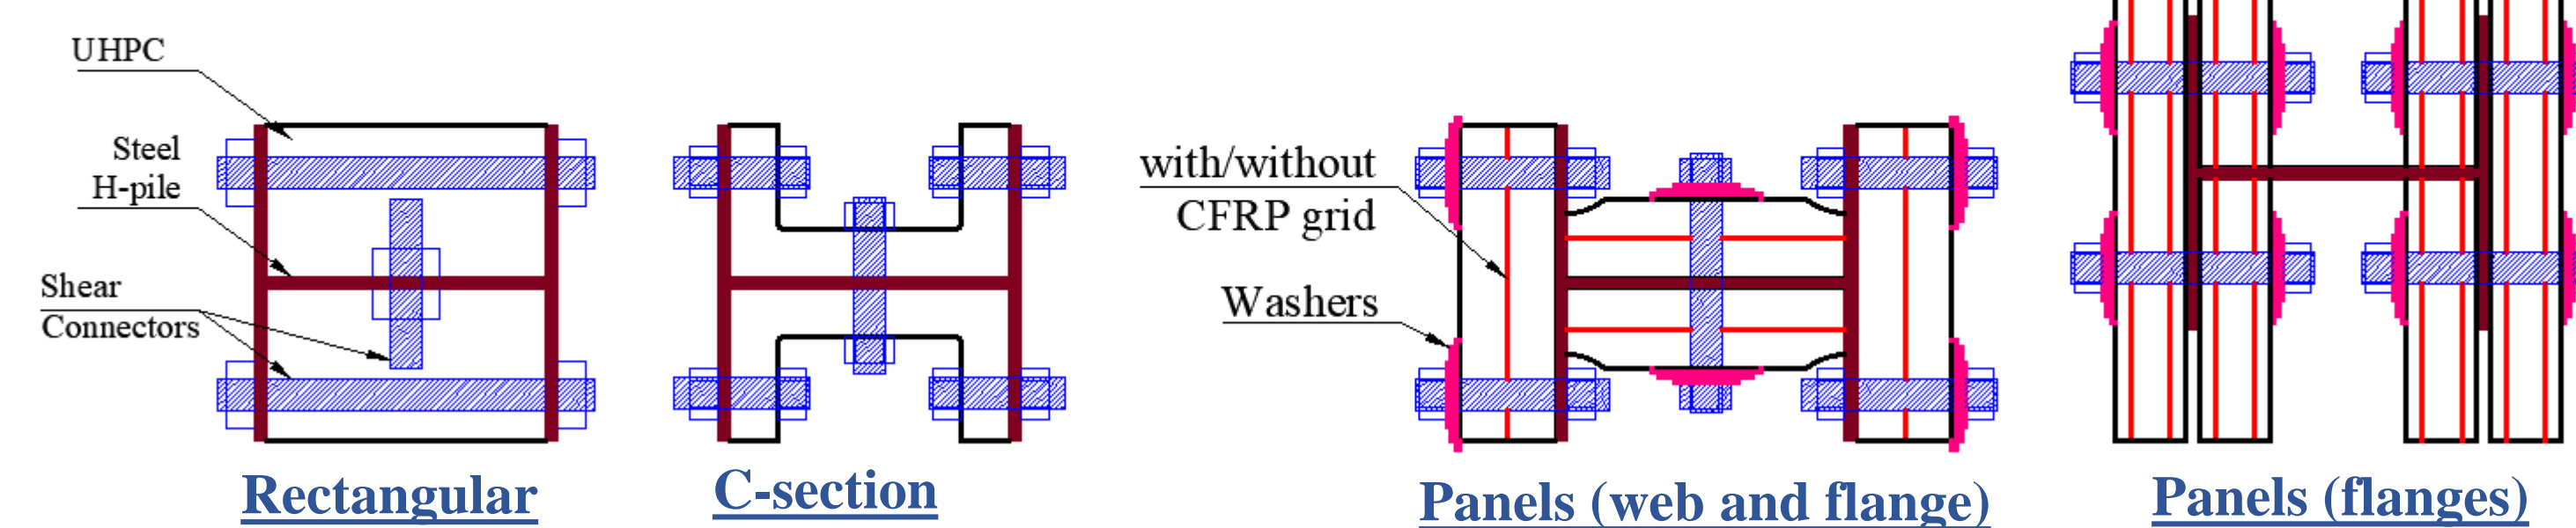 UHPC
Steel
H-pile
Shear
Connectors
Rectangular
C-section
with/without
CFRP grid
Washers
Panels (web and flange)
Panels (flanges)